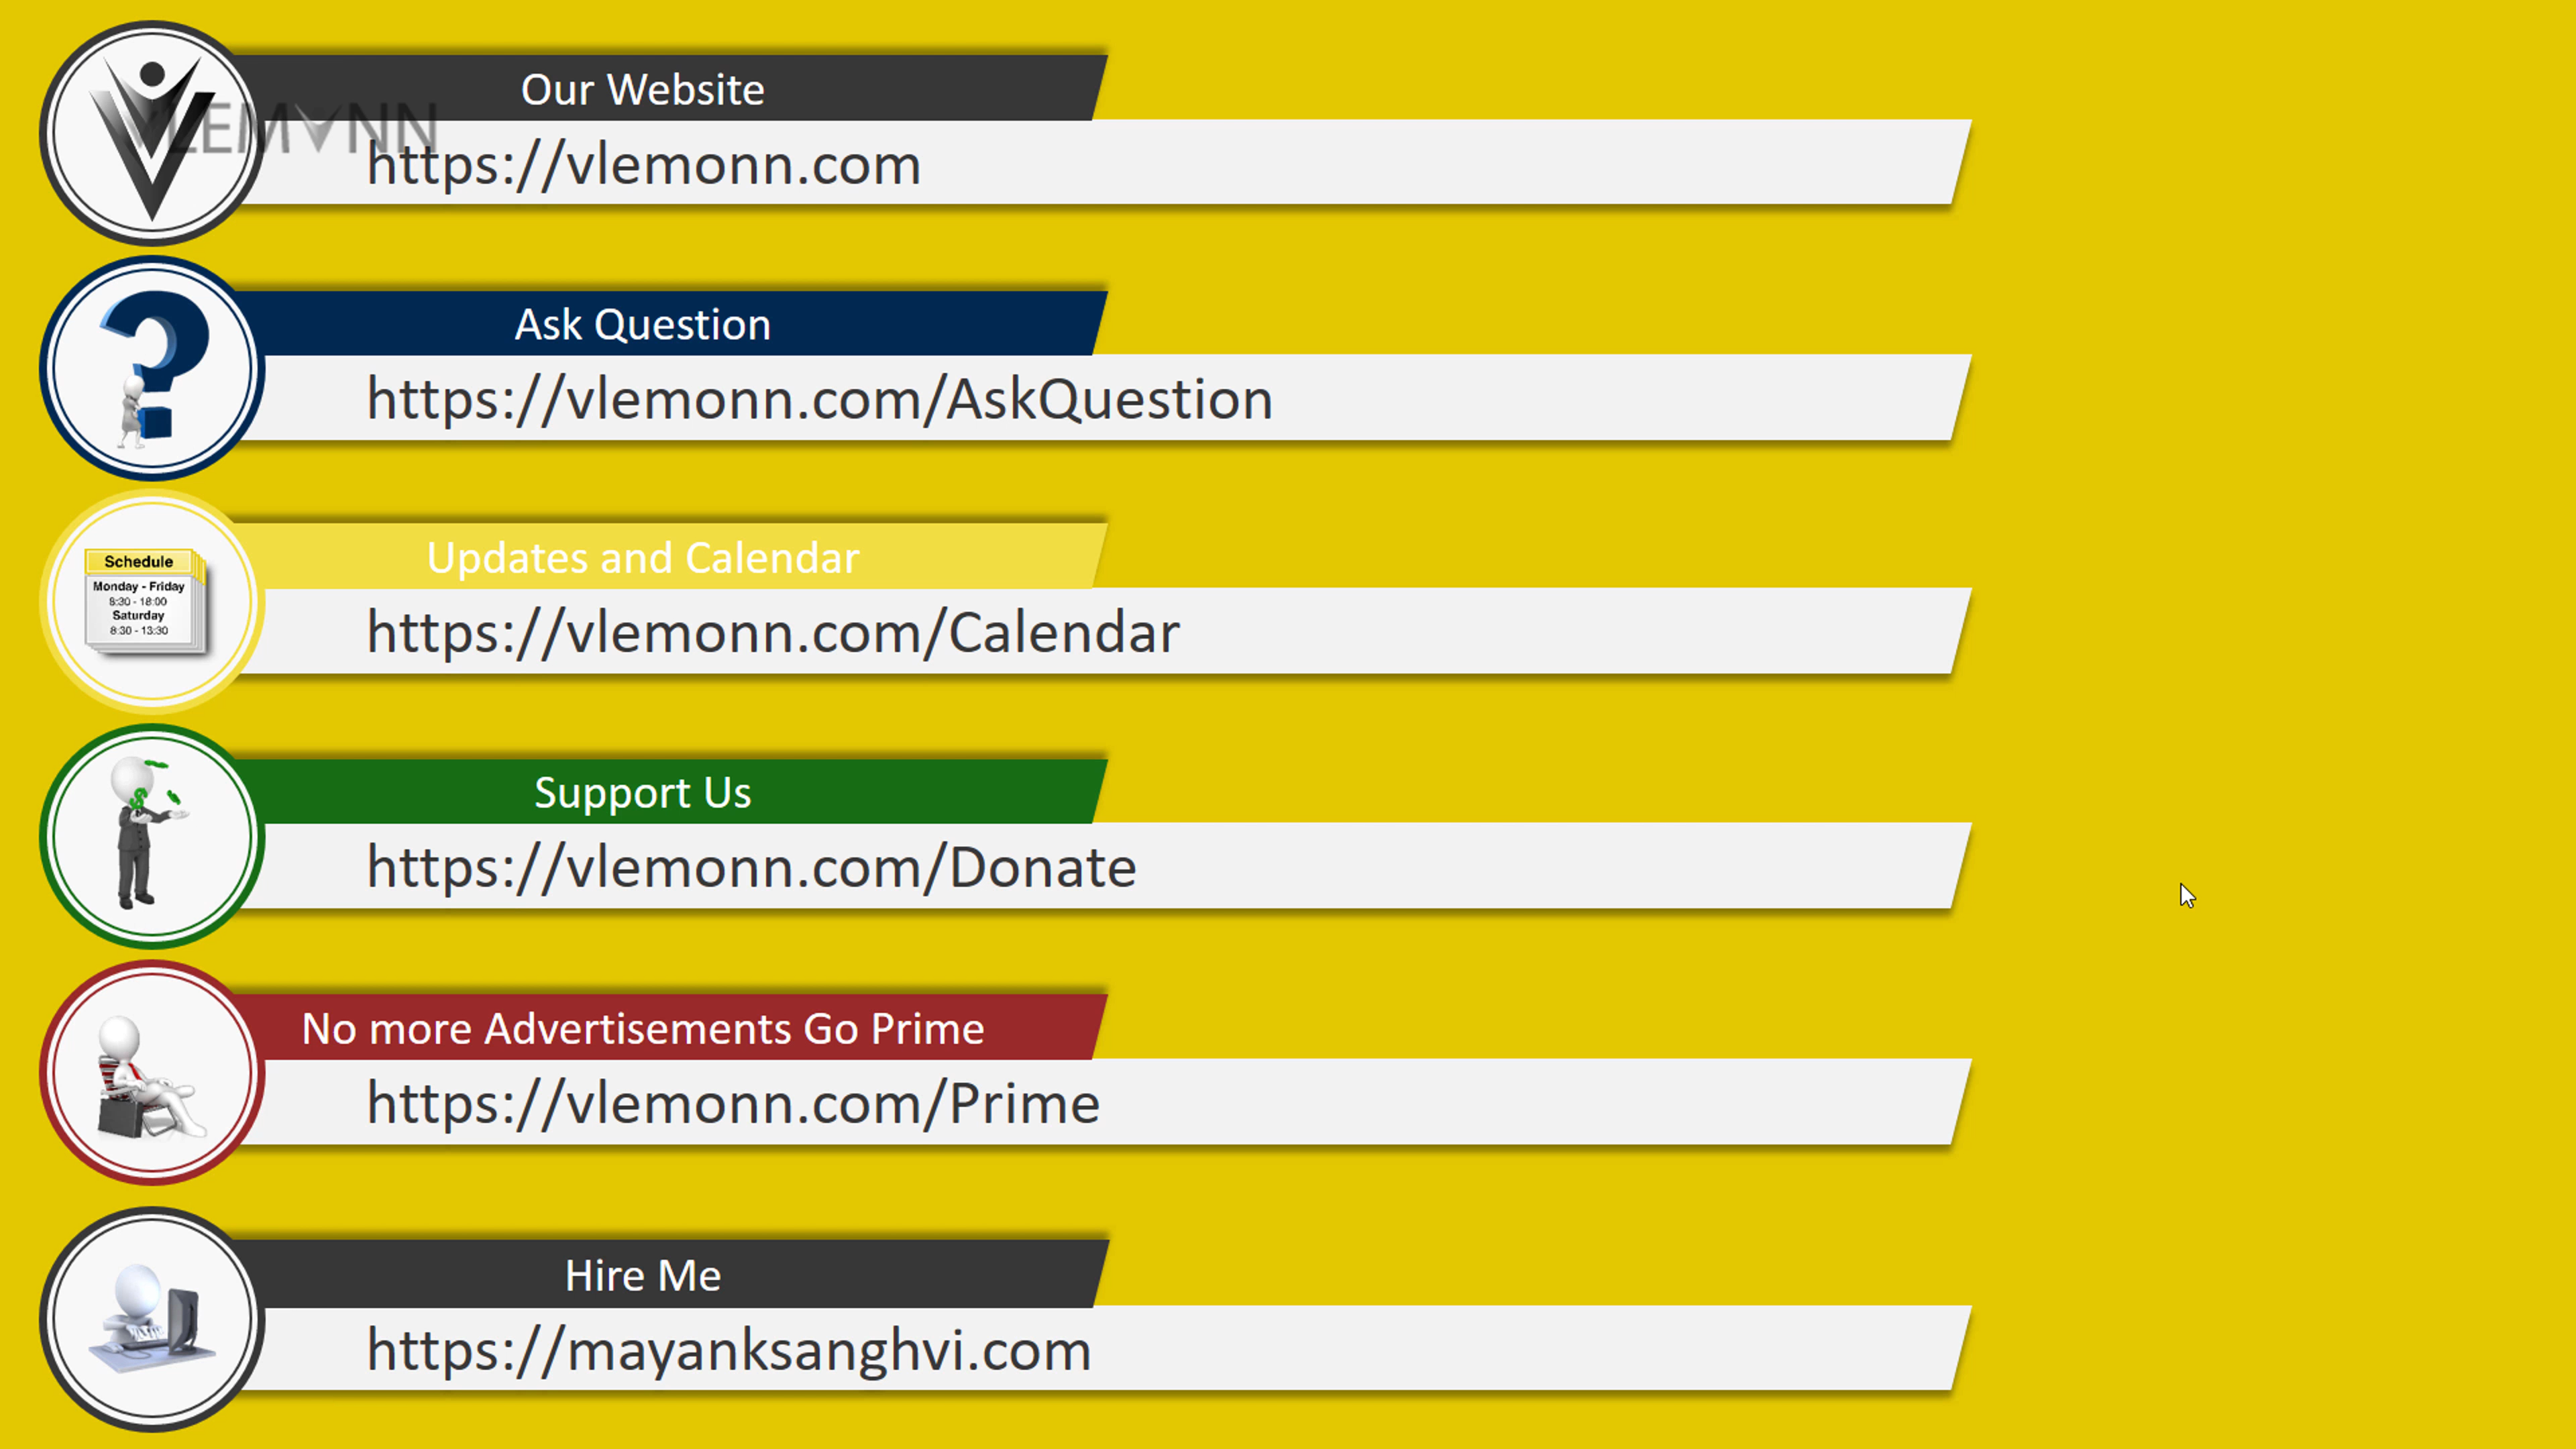 Our Website
VLEMONN
https://vlemonn.com
Ask Question
https://vlemonn.com/AskQuestion
Updates and Calendar
Schedule
Monday - Friday
8:30 - 18:00
Saturday
8:30 - 13:30
https://vlemonn.com/Calendar
Support Us
https://vlemonn.com/Donate
No more Advertisements Go Prime
https://vlemonn.com/Prime
Hire Me
https://mayanksanghvi.com